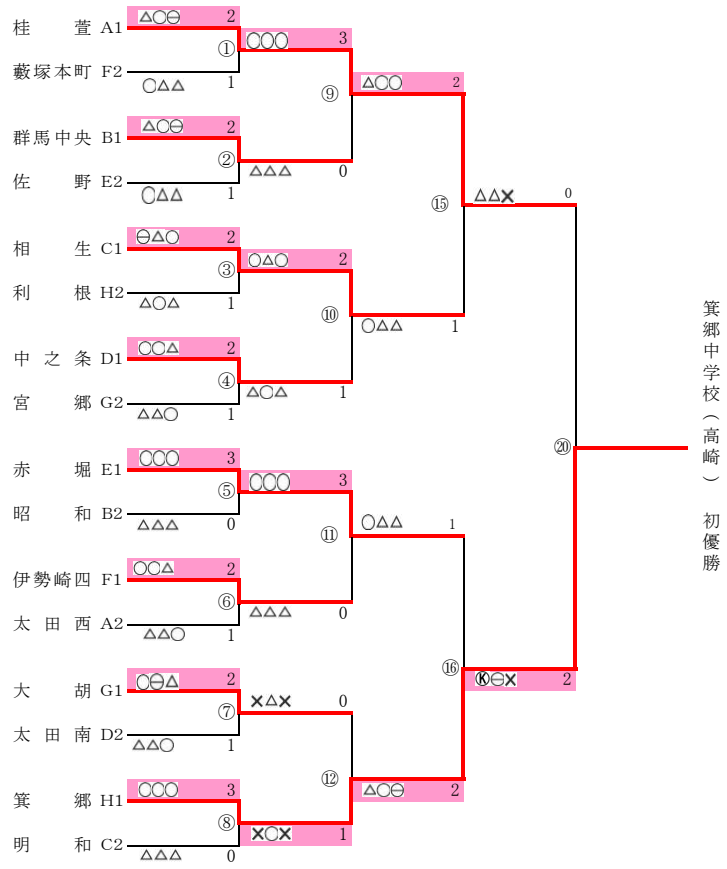 桂 萱 A1 △○⊖ 2
① ○○○ 3
藪塚本町 F2 ○△△ 1
⑨ △○○ 2
群馬中央 B1 △○⊖ 2
② △△△ 0
佐 野 E2 ○△△ 1
⑮ △△× 0
相 生 C1 ⊖△○ 2
③ ○△○ 2
利 根 H2 △○△ 1
⑩ ○△△ 1
中之条 D1 ○○△ 2
④ △○△ 1
宮 郷 G2 △△○ 1
⑳
箕郷中学校(高崎) 初優勝
赤 堀 E1 ○○○ 3
⑤ ○○○ 3
昭 和 B2 △△△ 0
⑪ ○△△ 1
伊勢崎四 F1 ○○△ 2
⑥ △△△ 0
太田西 A2 △△○ 1
⑯ Ⓚ⊖× 2
大 胡 G1 ○⊖△ 2
⑦ ×△× 0
太田南 D2 △△○ 1
⑫ △○⊖ 2
箕 郷 H1 ○○○ 3
⑧ ×○× 1
明 和 C2 △△△ 0